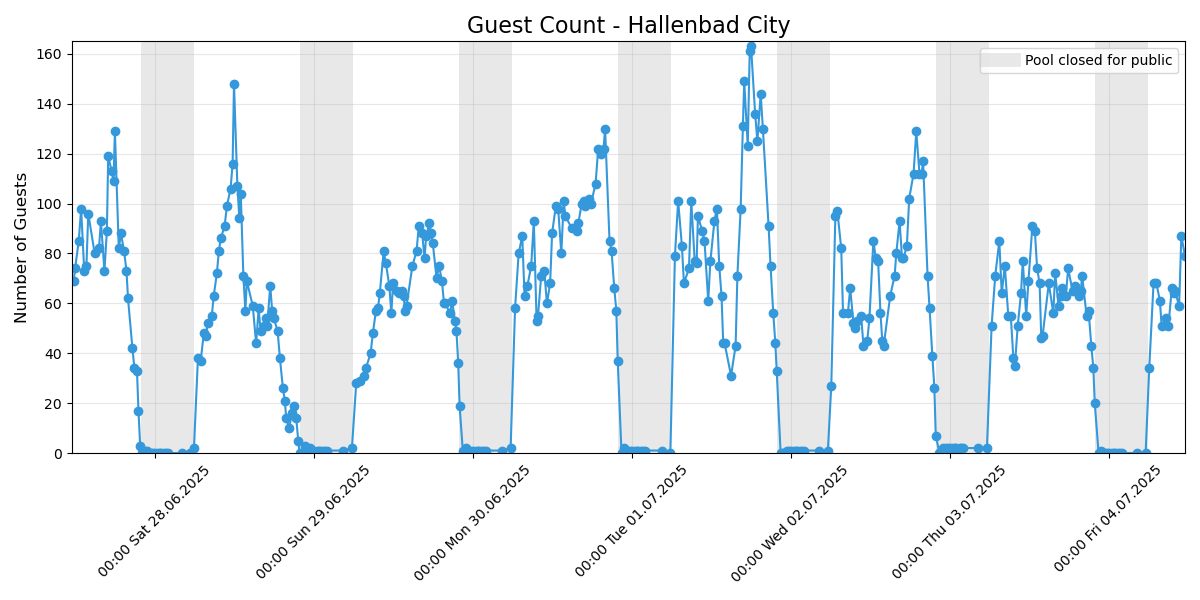 Guest Count - Hallenbad City
Pool closed for public
Number of Guests
160
140
120
100
80
60
40
20
0
00:00 Sat 28.06.2025
00:00 Sun 29.06.2025
00:00 Mon 30.06.2025
00:00 Tue 01.07.2025
00:00 Wed 02.07.2025
00:00 Thu 03.07.2025
00:00 Fri 04.07.2025